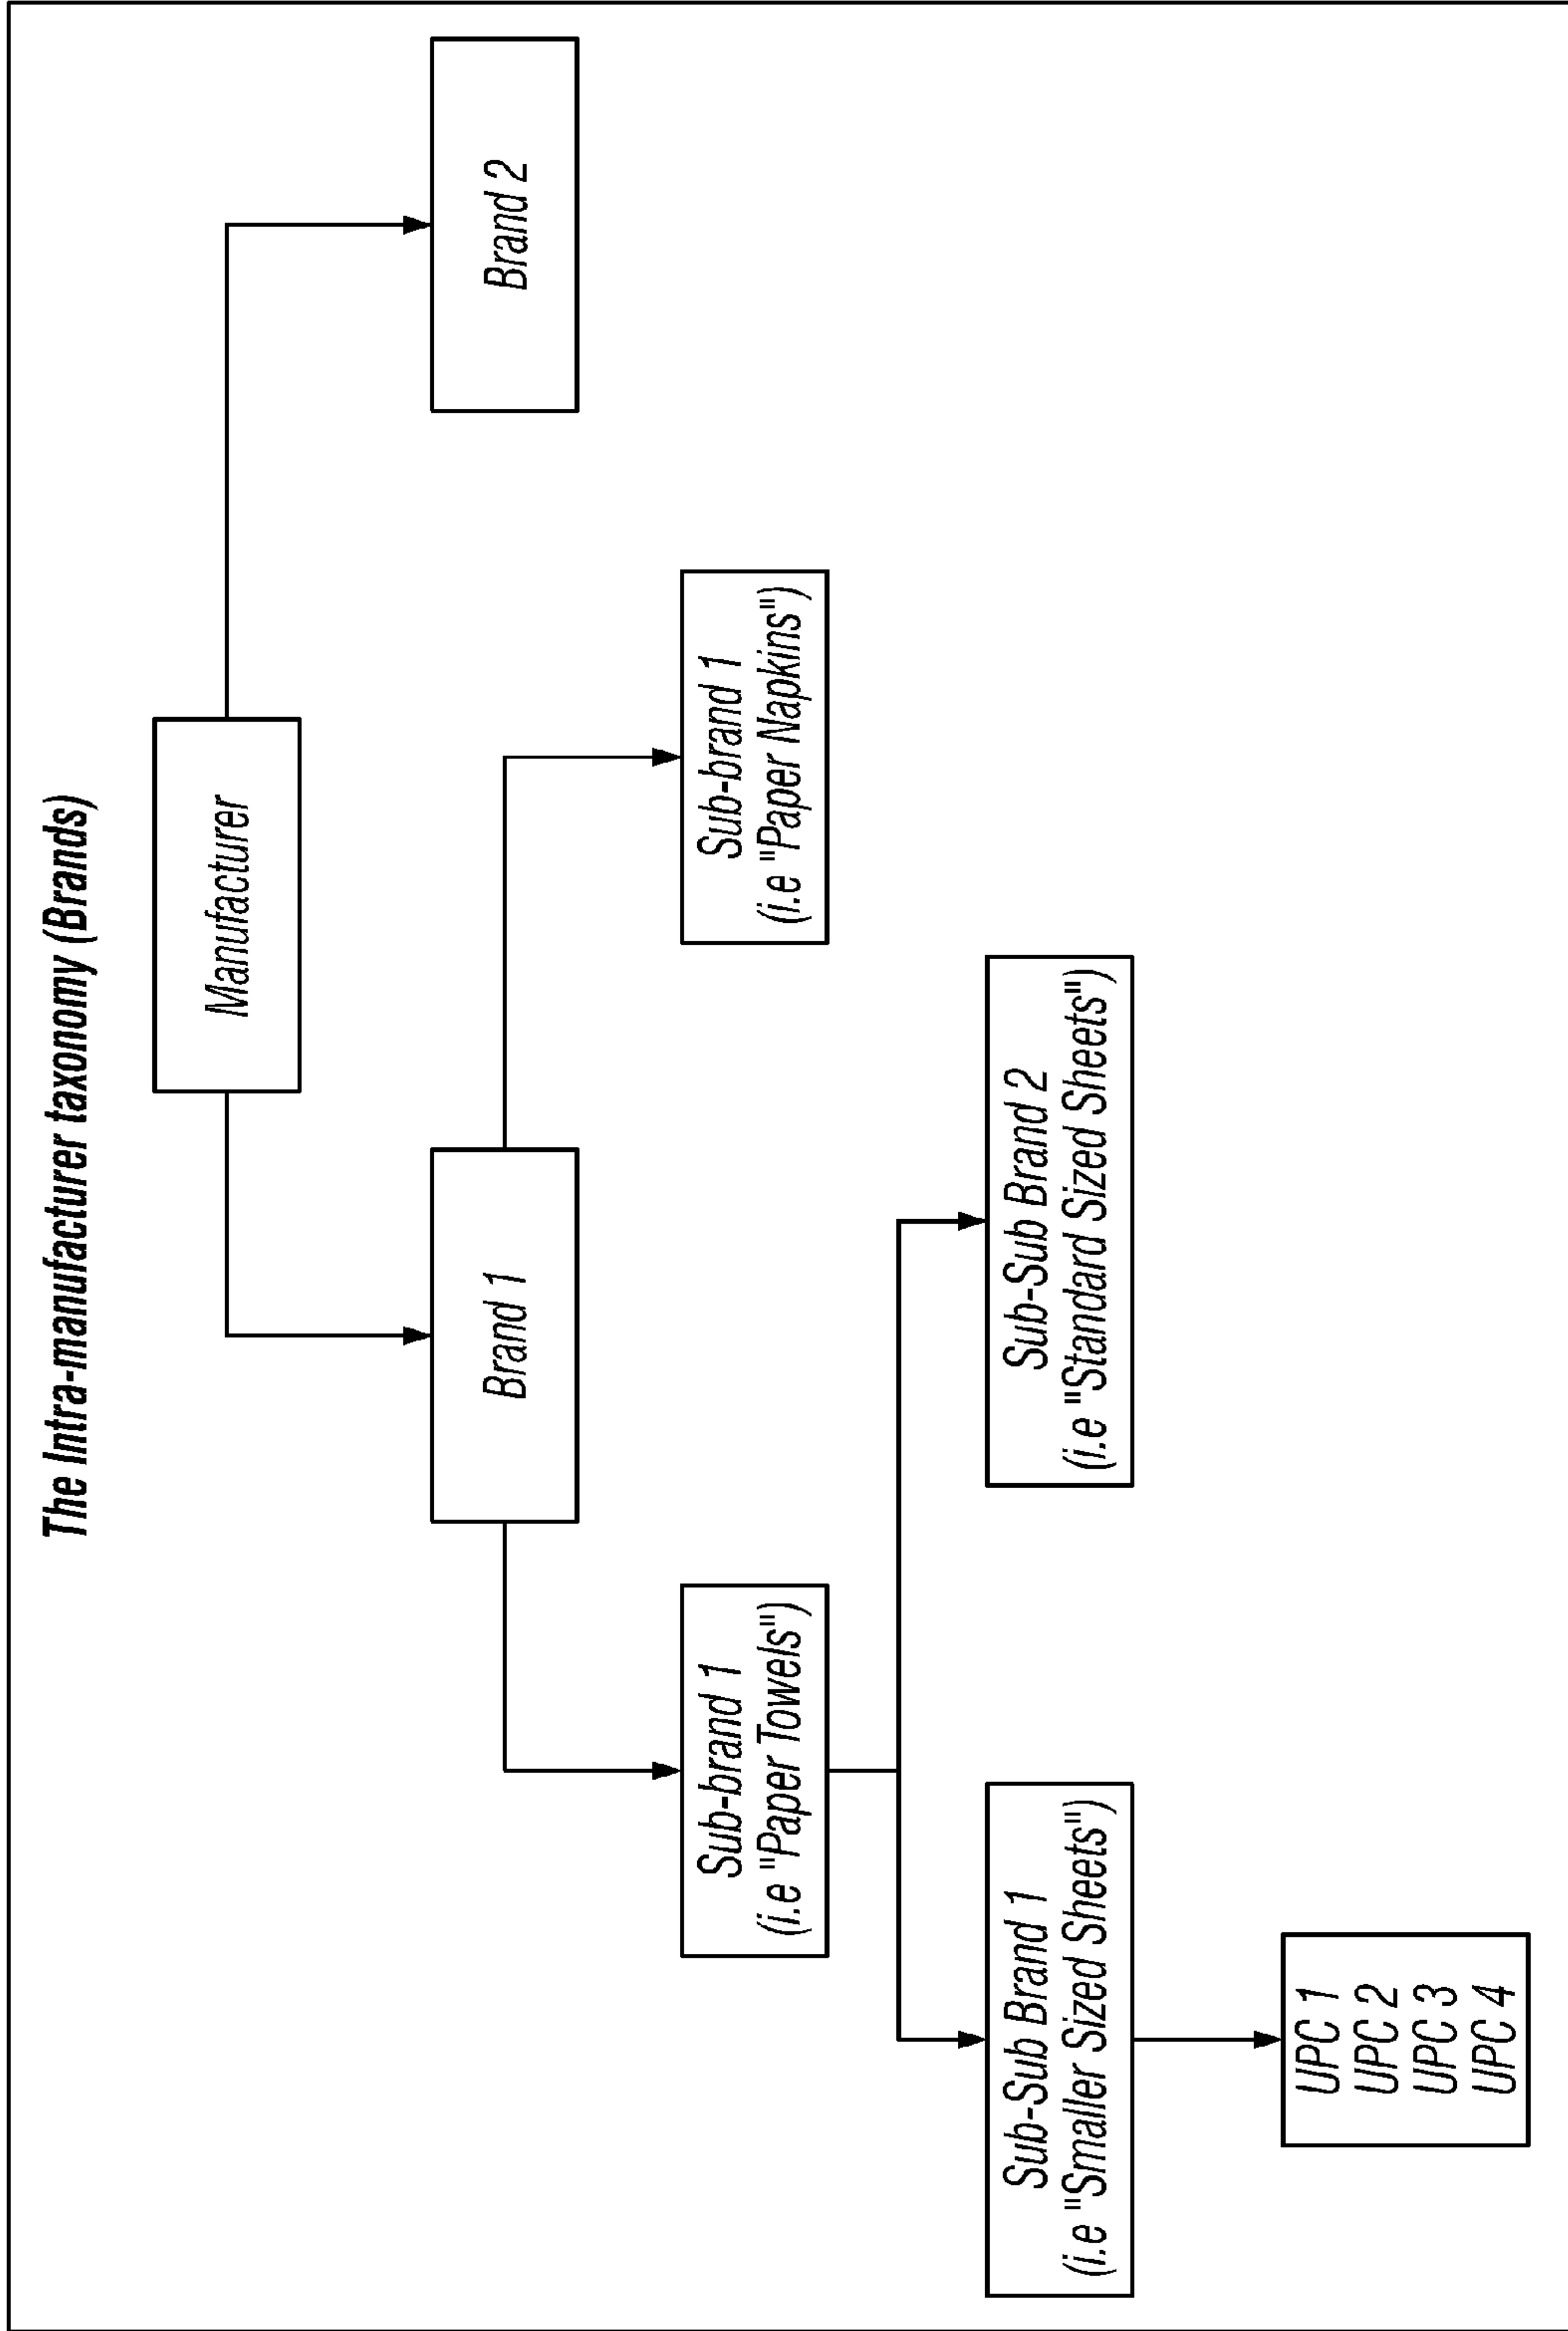 The Intra-manufacturer taxonomy (Brands)
Manufacturer
Brand 1
Brand 2
Sub-brand 1
(i.e "Paper Towels")
Sub-brand 1
(i.e "Paper Napkins")
Sub-Sub Brand 1
(i.e "Smaller Sized Sheets")
Sub-Sub Brand 2
(i.e "Standard Sized Sheets")
UPC 1
UPC 2
UPC 3
UPC 4